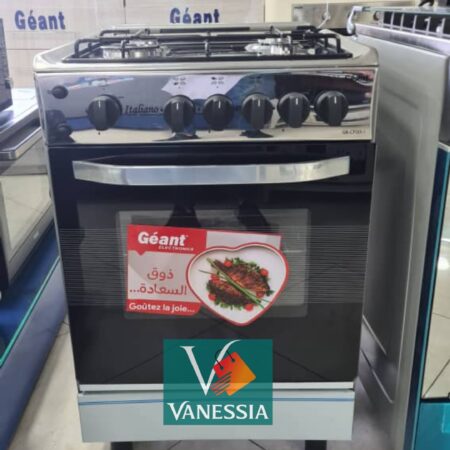 Géant
Géant
Italiano
Géant
ELECTRONICS
ذوق
السعادة...
Goûtez la joie...
VANESSIA